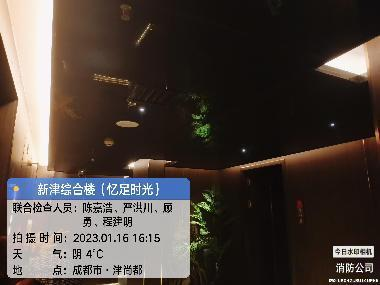 新津综合楼{忆足时光}
联合检查人员：陈嘉浩、严洪川、顾
勇、程建明
拍 摄 时 间：2023.01.16 16:15
天 气：阴 4℃
地 点：成都市·津尚都
今日水印相机
消防公司